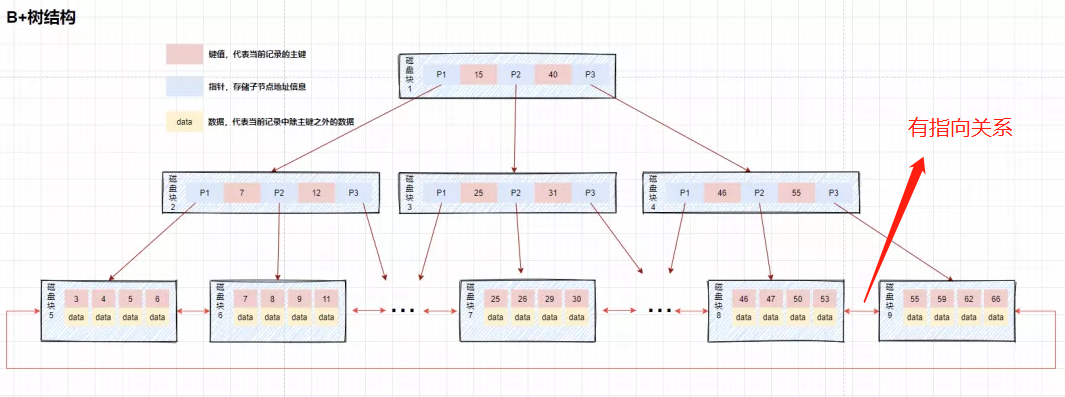 B+树结构
键值，代表当前记录的主键
指针，存储子节点地址信息
data 数据，代表当前记录中除主键之外的数据
磁盘块1 P1 15 P2 40 P3
有指向关系
磁盘块2 P1 7 P2 12 P3
磁盘块3 P1 25 P2 31 P3
磁盘块4 P1 46 P2 55 P3
磁盘块5 3 4 5 6
data data data data
磁盘块6 7 8 9 11
data data data data
...
磁盘块7 25 26 29 30
data data data data
...
磁盘块8 46 47 50 53
data data data data
磁盘块9 55 59 62 66
data data data data